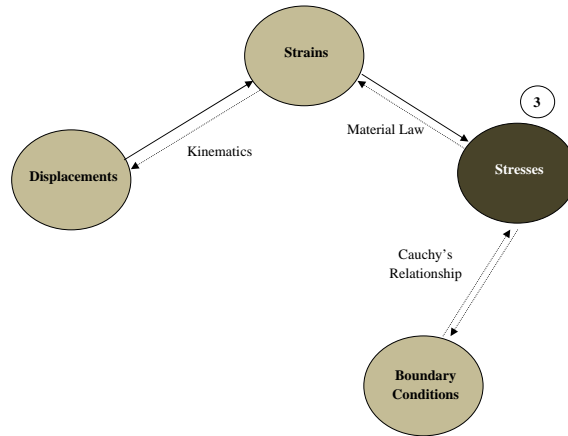 Strains
3
Material Law
Kinematics
Displacements
Stresses
Cauchy's
Relationship
Boundary
Conditions